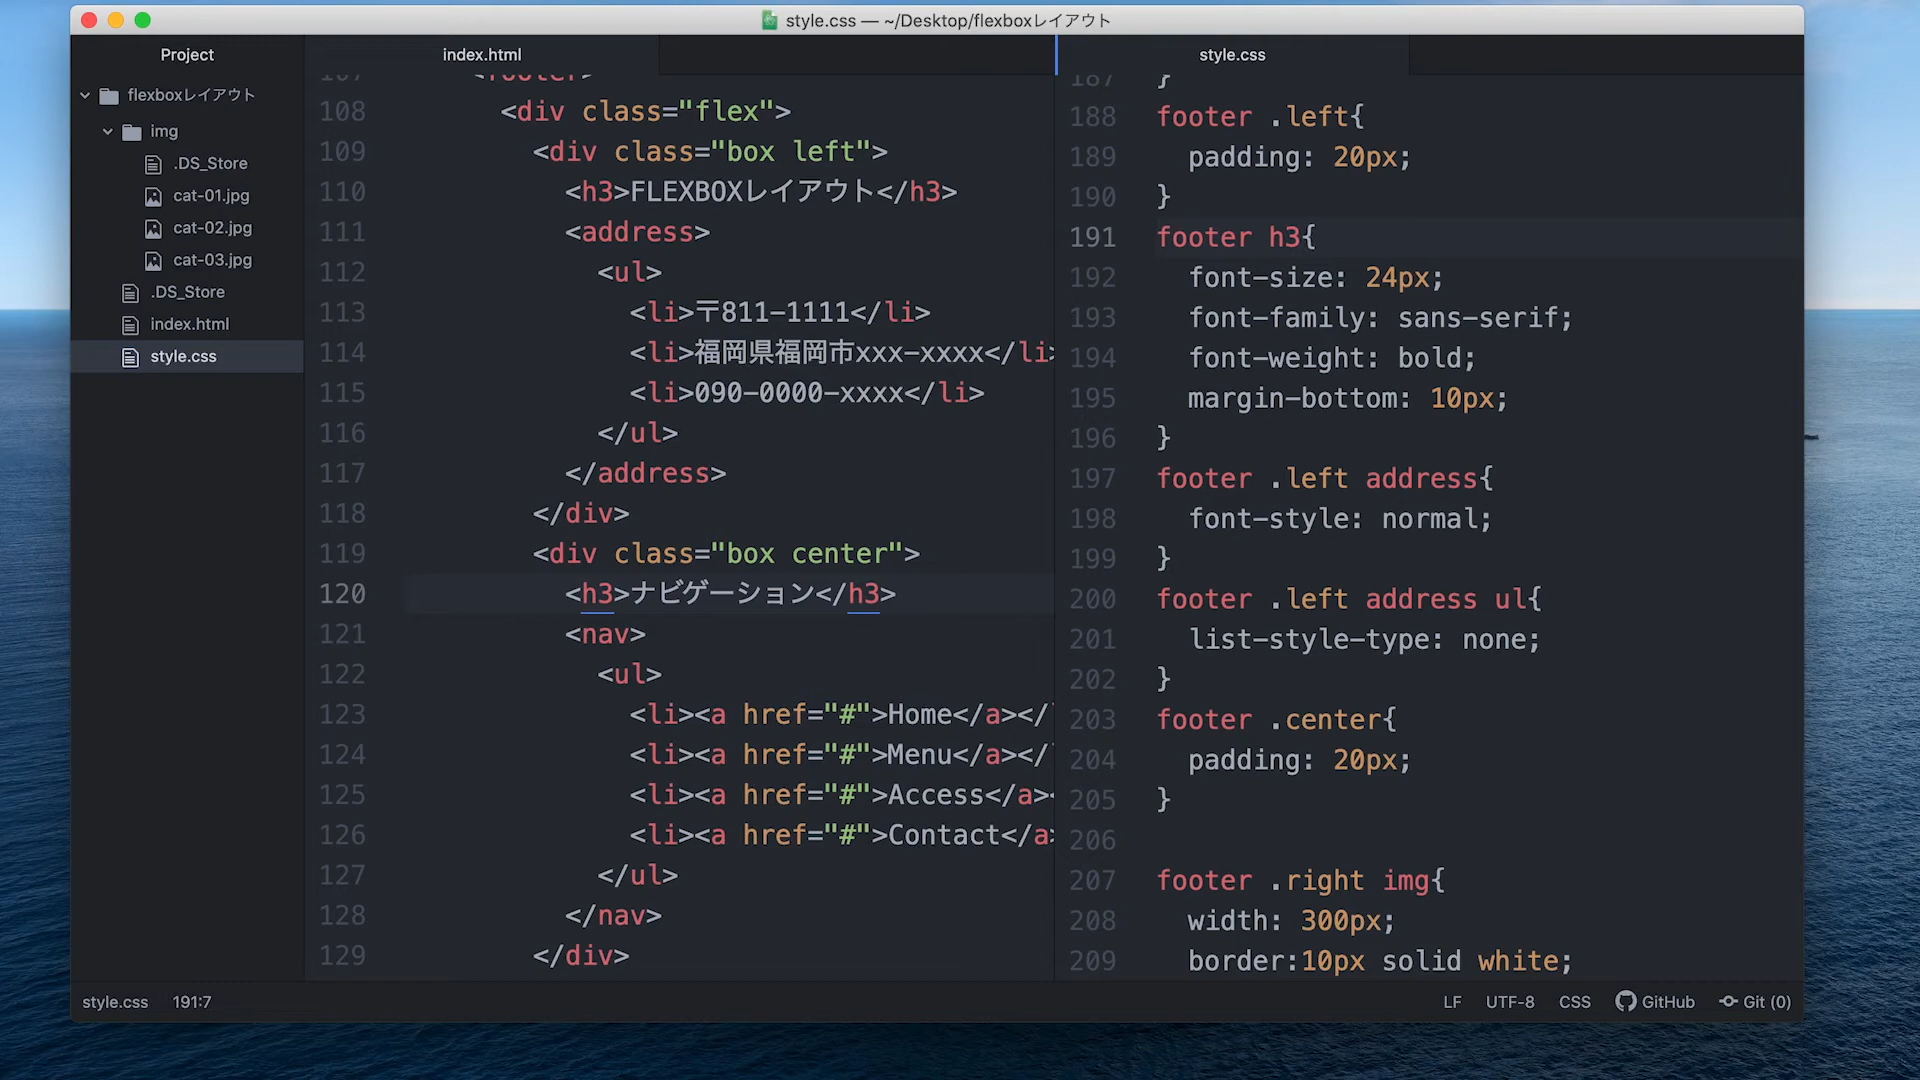 style.css — ~/Desktop/flexboxレイアウト
Project
flexboxレイアウト
img
.DS_Store
cat-01.jpg
cat-02.jpg
cat-03.jpg
.DS_Store
index.html
style.css
index.html
107 <footer>
108 <div class="flex">
109 <div class="box left">
110 <h3>FLEXBOXレイアウト</h3>
111 <address>
112 <ul>
113 <li>〒811-1111</li>
114 <li>福岡県福岡市xxx-xxxx</li>
115 <li>090-0000-xxxx</li>
116 </ul>
117 </address>
118 </div>
119 <div class="box center">
120 <h3>ナビゲーション</h3>
121 <nav>
122 <ul>
123 <li><a href="#">Home</a></
124 <li><a href="#">Menu</a></
125 <li><a href="#">Access</a><
126 <li><a href="#">Contact</a>
127 </ul>
128 </nav>
129 </div>
style.css
187 }
188 footer .left{
189 padding: 20px;
190 }
191 footer h3{
192 font-size: 24px;
193 font-family: sans-serif;
194 font-weight: bold;
195 margin-bottom: 10px;
196 }
197 footer .left address{
198 font-style: normal;
199 }
200 footer .left address ul{
201 list-style-type: none;
202 }
203 footer .center{
204 padding: 20px;
205 }
206
207 footer .right img{
208 width: 300px;
209 border:10px solid white;
style.css 191:7
LF UTF-8 CSS GitHub Git (0)